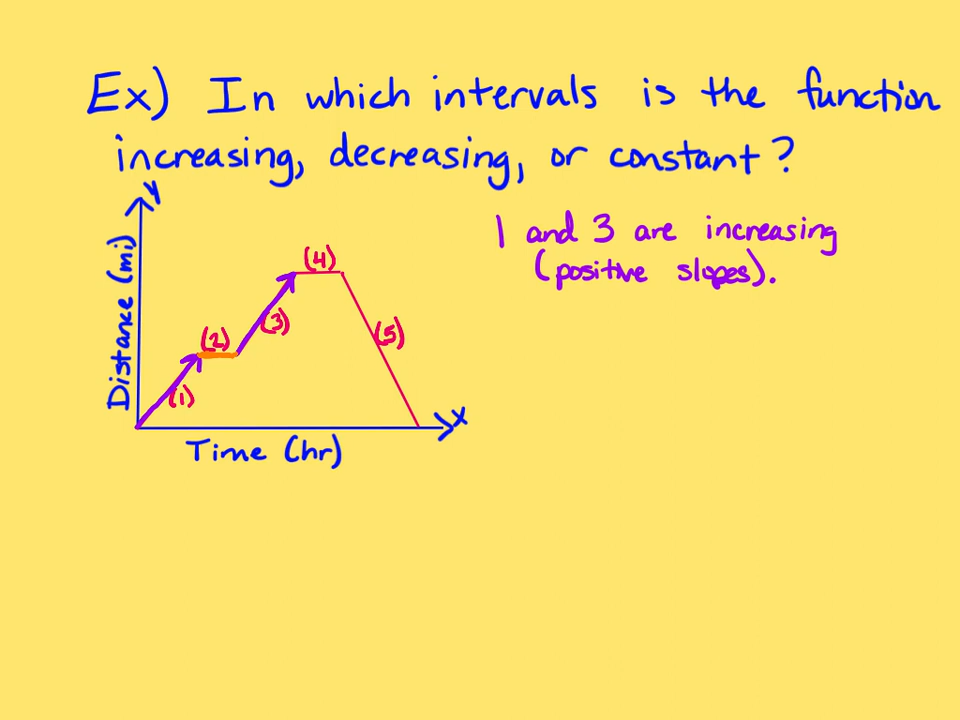 Ex) In which intervals is the function
increasing, decreasing, or constant?
y
1 and 3 are increasing
(positive slopes).
Distance (mi)
(4)
(3)
(2)
(5)
(1)
x
Time (hr)